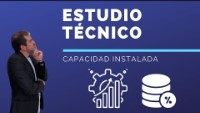 ESTUDIO
TÉCNICO
CAPACIDAD INSTALADA
%